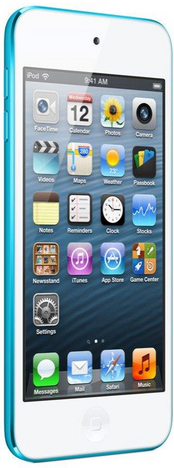 iPod 9:41 AM
Wednesday
12
FaceTime Calendar Photos Camera
Videos Maps Weather Passbook
Notes Reminders Clock Stocks
Newsstand iTunes App Store Game Center
Settings
Messages Mail Safari Music